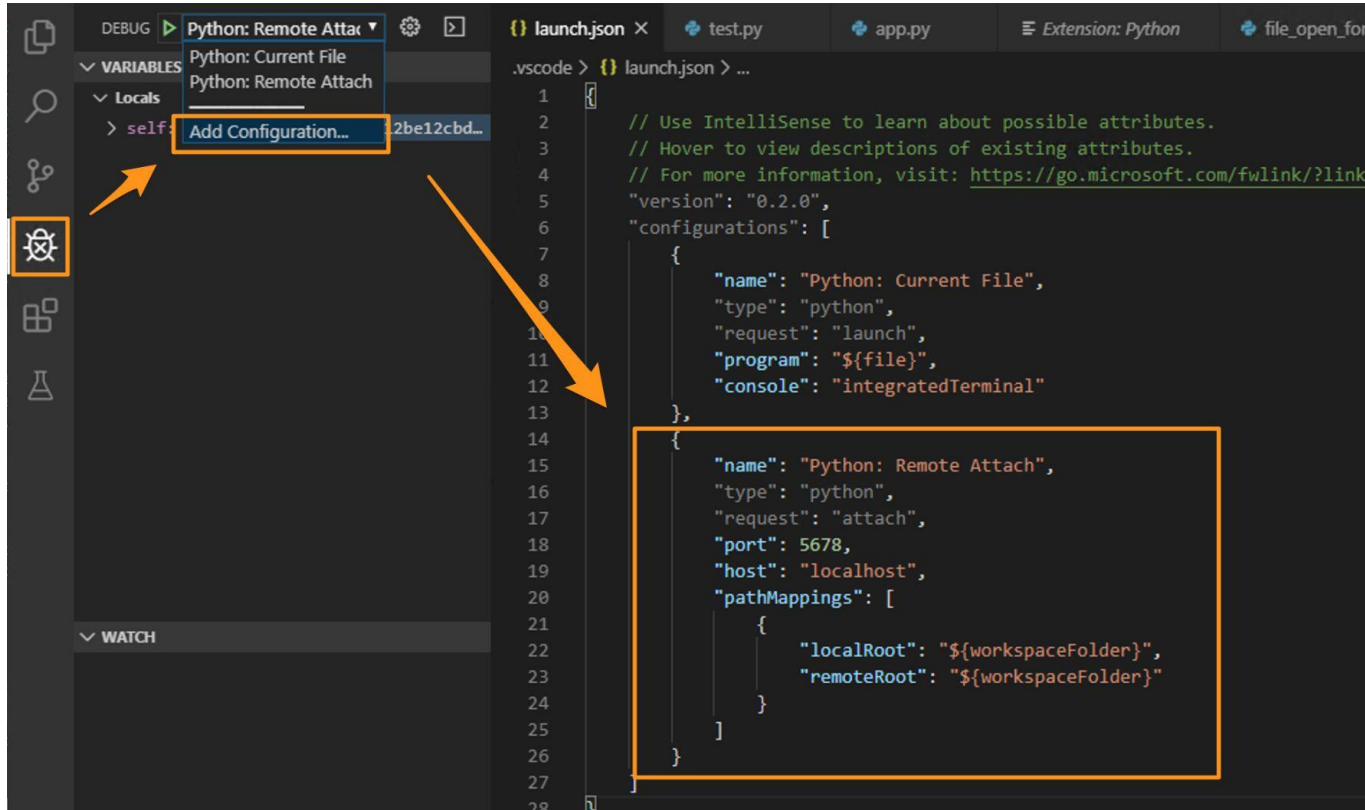 DEBUG Python: Remote Attac
Python: Current File
Python: Remote Attach
Add Configuration...
VARIABLES
Locals
self: 12be12cbd...
WATCH
{} launch.json × test.py app.py Extension: Python file_open_for
.vscode > {} launch.json > ...
1 {
2 // Use IntelliSense to learn about possible attributes.
3 // Hover to view descriptions of existing attributes.
4 // For more information, visit: https://go.microsoft.com/fwlink/?link
5 "version": "0.2.0",
6 "configurations": [
7 {
8 "name": "Python: Current File",
9 "type": "python",
10 "request": "launch",
11 "program": "${file}",
12 "console": "integratedTerminal"
13 },
14 {
15 "name": "Python: Remote Attach",
16 "type": "python",
17 "request": "attach",
18 "port": 5678,
19 "host": "localhost",
20 "pathMappings": [
21 {
22 "localRoot": "${workspaceFolder}",
23 "remoteRoot": "${workspaceFolder}"
24 }
25 ]
26 }
27 ]
28 }